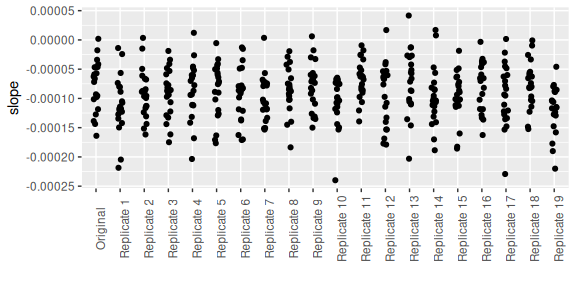 0.00005
0.00000
-0.00005
-0.00010
-0.00015
-0.00020
-0.00025
slope
Original
Replicate 1
Replicate 2
Replicate 3
Replicate 4
Replicate 5
Replicate 6
Replicate 7
Replicate 8
Replicate 9
Replicate 10
Replicate 11
Replicate 12
Replicate 13
Replicate 14
Replicate 15
Replicate 16
Replicate 17
Replicate 18
Replicate 19